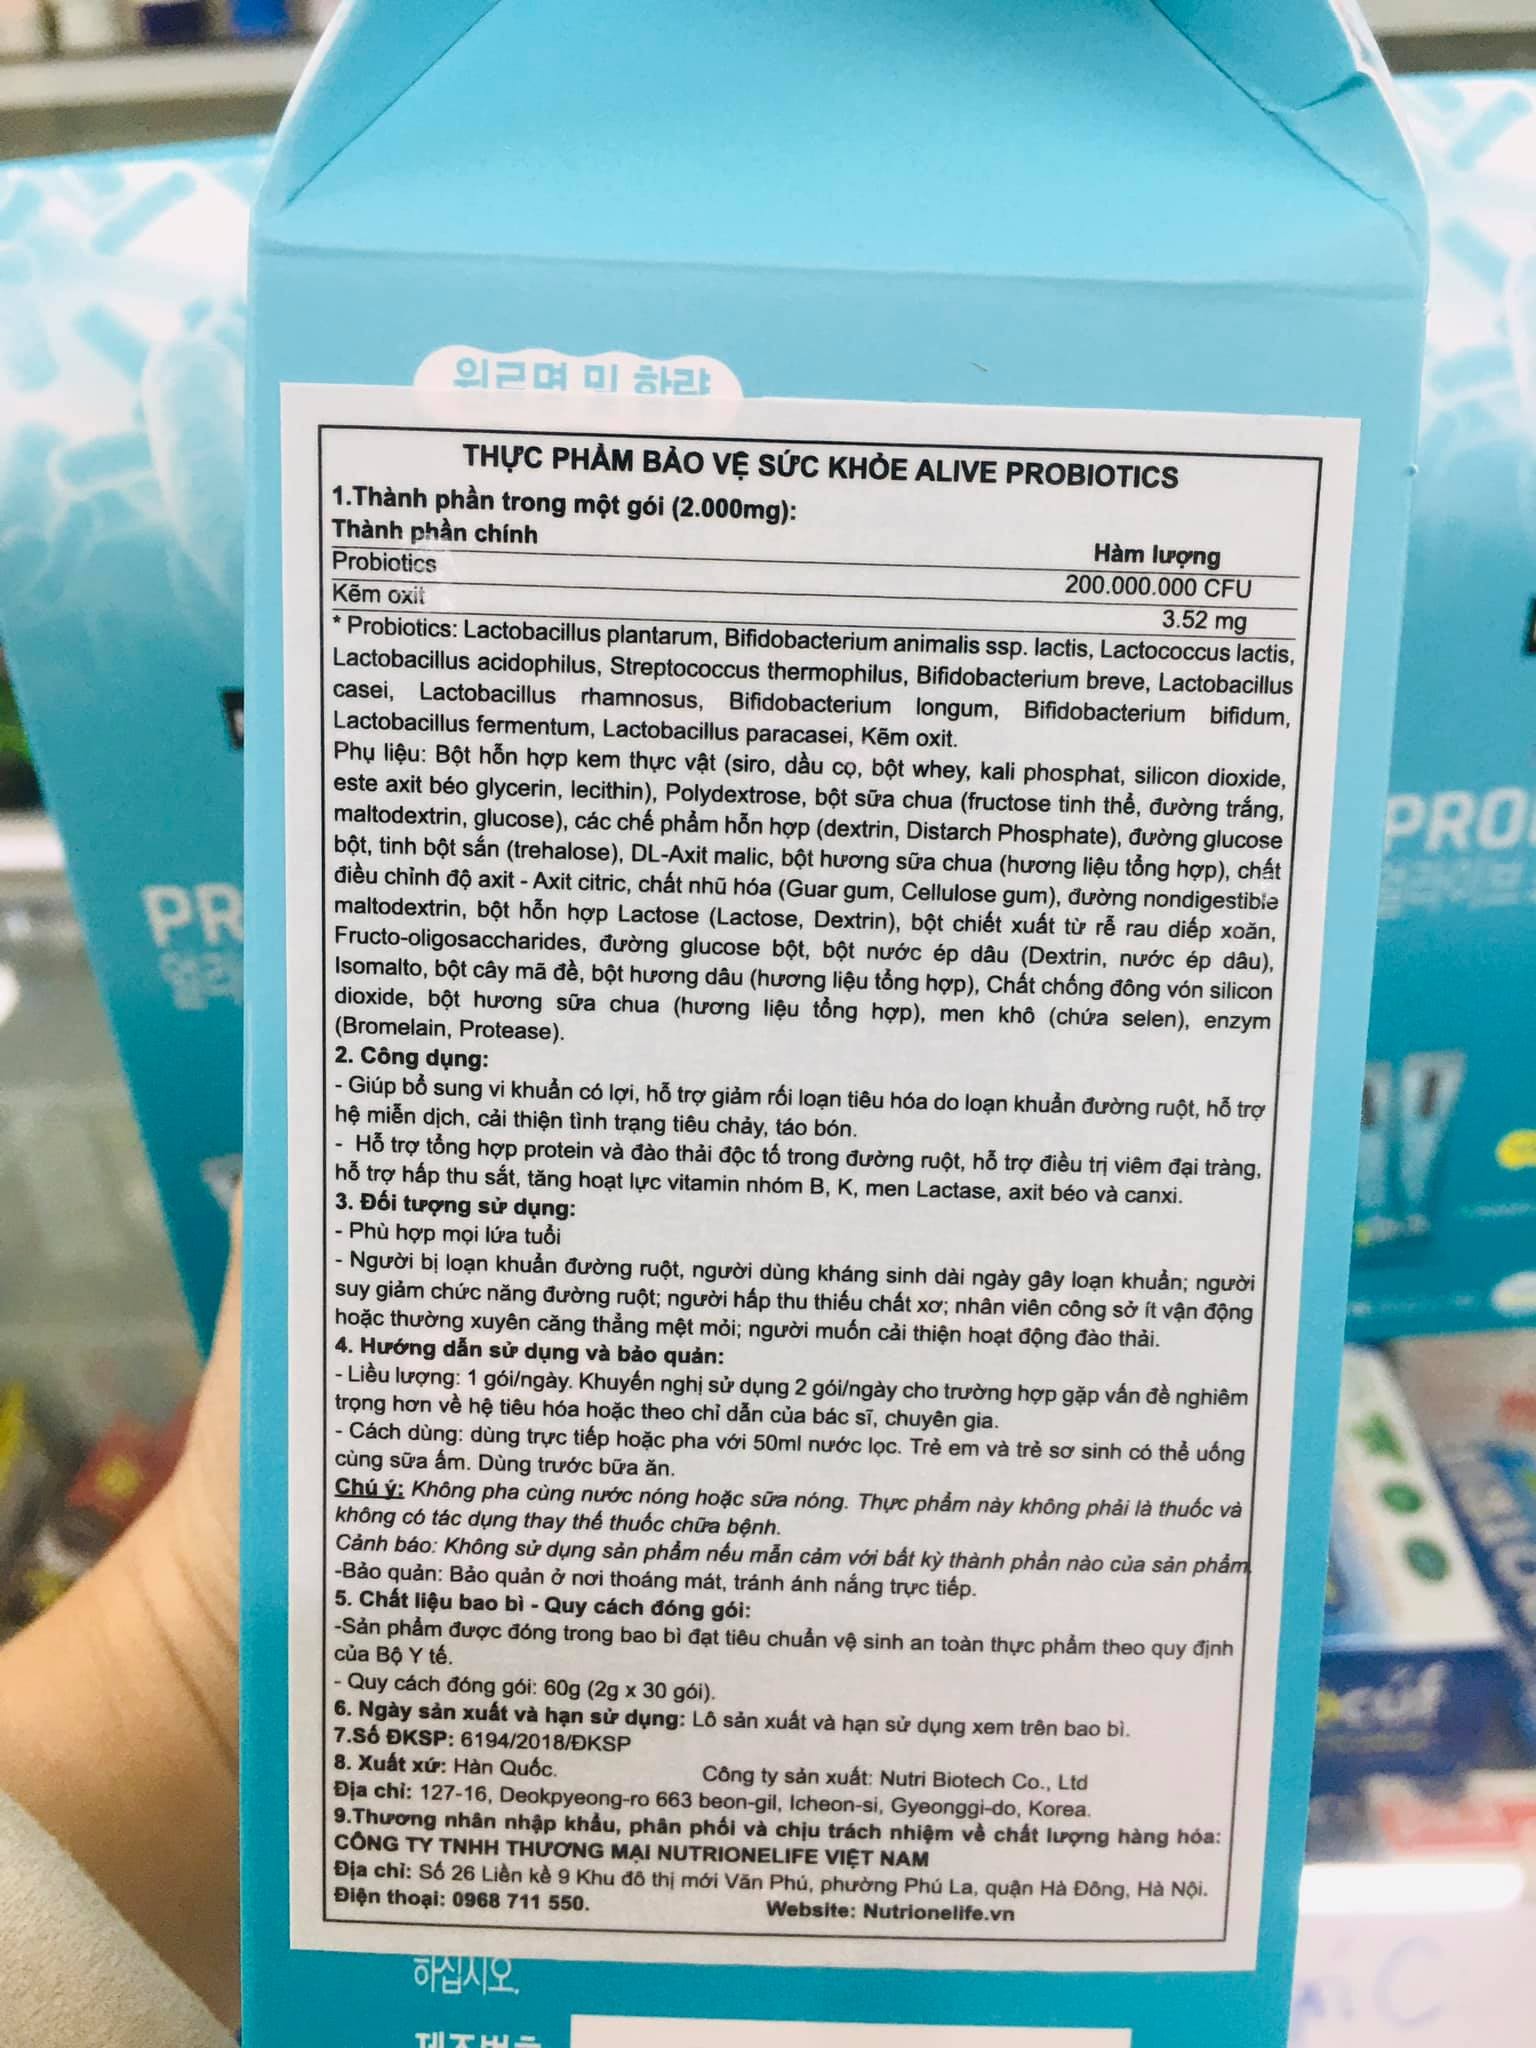 원료명 및 함량
THỰC PHẨM BẢO VỆ SỨC KHỎE ALIVE PROBIOTICS
1.Thành phần trong một gói (2.000mg):
Thành phần chính Hàm lượng
Probiotics 200.000.000 CFU
Kẽm oxit 3.52 mg
* Probiotics: Lactobacillus plantarum, Bifidobacterium animalis ssp. lactis, Lactococcus lactis,
Lactobacillus acidophilus, Streptococcus thermophilus, Bifidobacterium breve, Lactobacillus
casei, Lactobacillus rhamnosus, Bifidobacterium longum, Bifidobacterium bifidum,
Lactobacillus fermentum, Lactobacillus paracasei, Kẽm oxit.
Phụ liệu: Bột hỗn hợp kem thực vật (siro, dầu cọ, bột whey, kali phosphat, silicon dioxide,
este axit béo glycerin, lecithin), Polydextrose, bột sữa chua (fructose tinh thể, đường trắng,
maltodextrin, glucose), các chế phẩm hỗn hợp (dextrin, Distarch Phosphate), đường glucose
bột, tinh bột sắn (trehalose), DL-Axit malic, bột hương sữa chua (hương liệu tổng hợp), chất
điều chỉnh độ axit - Axit citric, chất nhũ hóa (Guar gum, Cellulose gum), đường nondigestible
maltodextrin, bột hỗn hợp Lactose (Lactose, Dextrin), bột chiết xuất từ rễ rau diếp xoăn,
Fructo-oligosaccharides, đường glucose bột, bột nước ép dâu (Dextrin, nước ép dâu),
Isomalto, bột cây mã đề, bột hương dâu (hương liệu tổng hợp), Chất chống đông vón silicon
dioxide, bột hương sữa chua (hương liệu tổng hợp), men khô (chứa selen), enzym
(Bromelain, Protease).
2. Công dụng:
- Giúp bổ sung vi khuẩn có lợi, hỗ trợ giảm rối loạn tiêu hóa do loạn khuẩn đường ruột, hỗ trợ
hệ miễn dịch, cải thiện tình trạng tiêu chảy, táo bón.
- Hỗ trợ tổng hợp protein và đào thải độc tố trong đường ruột, hỗ trợ điều trị viêm đại tràng,
hỗ trợ hấp thu sắt, tăng hoạt lực vitamin nhóm B, K, men Lactase, axit béo và canxi.
3. Đối tượng sử dụng:
- Phù hợp mọi lứa tuổi
- Người bị loạn khuẩn đường ruột, người dùng kháng sinh dài ngày gây loạn khuẩn; người
suy giảm chức năng đường ruột; người hấp thu thiếu chất xơ; nhân viên công sở ít vận động
hoặc thường xuyên căng thẳng mệt mỏi; người muốn cải thiện hoạt động đào thải.
4. Hướng dẫn sử dụng và bảo quản:
- Liều lượng: 1 gói/ngày. Khuyến nghị sử dụng 2 gói/ngày cho trường hợp gặp vấn đề nghiêm
trọng hơn về hệ tiêu hóa hoặc theo chỉ dẫn của bác sĩ, chuyên gia.
- Cách dùng: dùng trực tiếp hoặc pha với 50ml nước lọc. Trẻ em và trẻ sơ sinh có thể uống
cùng sữa ấm. Dùng trước bữa ăn.
Chú ý: Không pha cùng nước nóng hoặc sữa nóng. Thực phẩm này không phải là thuốc và
không có tác dụng thay thế thuốc chữa bệnh.
Cảnh báo: Không sử dụng sản phẩm nếu mẫn cảm với bất kỳ thành phần nào của sản phẩm
-Bảo quản: Bảo quản ở nơi thoáng mát, tránh ánh nắng trực tiếp.
5. Chất liệu bao bì - Quy cách đóng gói:
-Sản phẩm được đóng trong bao bì đạt tiêu chuẩn vệ sinh an toàn thực phẩm theo quy định
của Bộ Y tế.
- Quy cách đóng gói: 60g (2g x 30 gói).
6. Ngày sản xuất và hạn sử dụng: Lô sản xuất và hạn sử dụng xem trên bao bì.
7.Số ĐKSP: 6194/2018/ĐKSP
8. Xuất xứ: Hàn Quốc. Công ty sản xuất: Nutri Biotech Co., Ltd
Địa chỉ: 127-16, Deokpyeong-ro 663 beon-gil, Icheon-si, Gyeonggi-do, Korea.
9.Thương nhân nhập khẩu, phân phối và chịu trách nhiệm về chất lượng hàng hóa:
CÔNG TY TNHH THƯƠNG MẠI NUTRIONELIFE VIỆT NAM
Địa chỉ: Số 26 Liền kề 9 Khu đô thị mới Văn Phú, phường Phú La, quận Hà Đông, Hà Nội.
Điện thoại: 0968 711 550. Website: Nutrionelife.vn
하십시오.
제조번호
PR
PRO